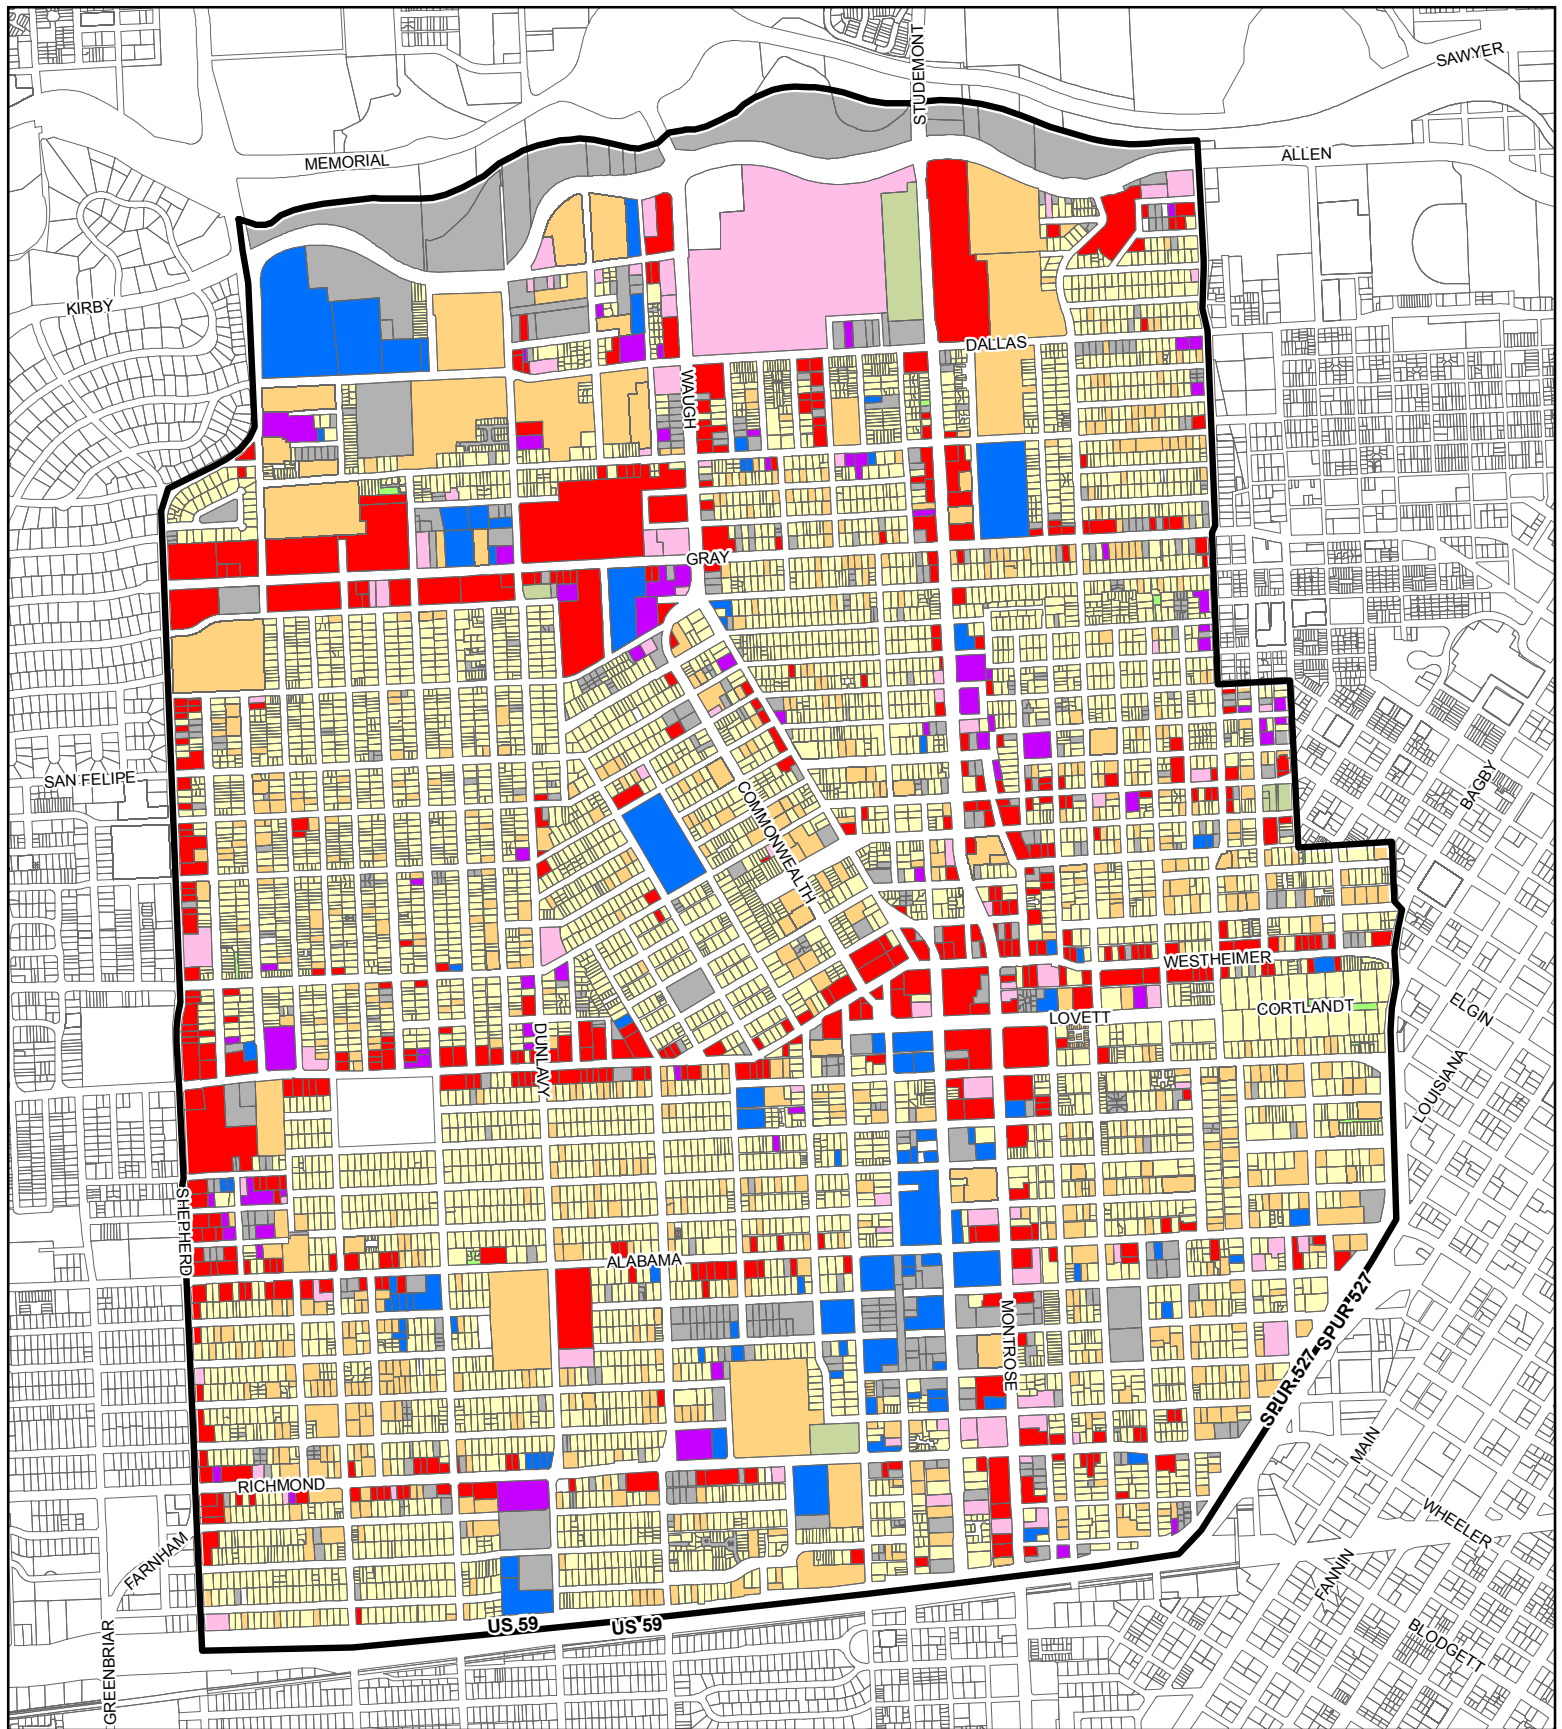 STUDEMONT
SAWYER
MEMORIAL
ALLEN
KIRBY
DALLAS
WAUGH
GRAY
SAN FELIPE
COMMONWEALTH
BAGBY
WESTHEIMER
CORTLANDT
LOVETT
ELGIN
DUNLAVY
LOUISIANA
SHEPHERD
ALABAMA
MONTROSE
SPUR 527
SPUR 527
RICHMOND
MAIN
WHEELER
FARNHAM
FANNIN
US 59
US 59
BLODGETT
GREENBRIAR